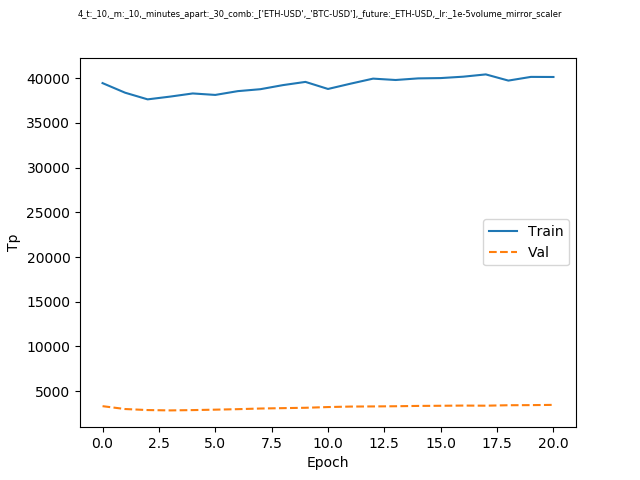 4_t:_10,_m:_10,_minutes_apart:_30_comb:_['ETH-USD',_'BTC-USD'],_future:_ETH-USD,_lr:_1e-5volume_mirror_scaler
40000
35000
30000
25000
20000
15000
10000
5000
Tp
Train
Val
0.0 2.5 5.0 7.5 10.0 12.5 15.0 17.5 20.0
Epoch